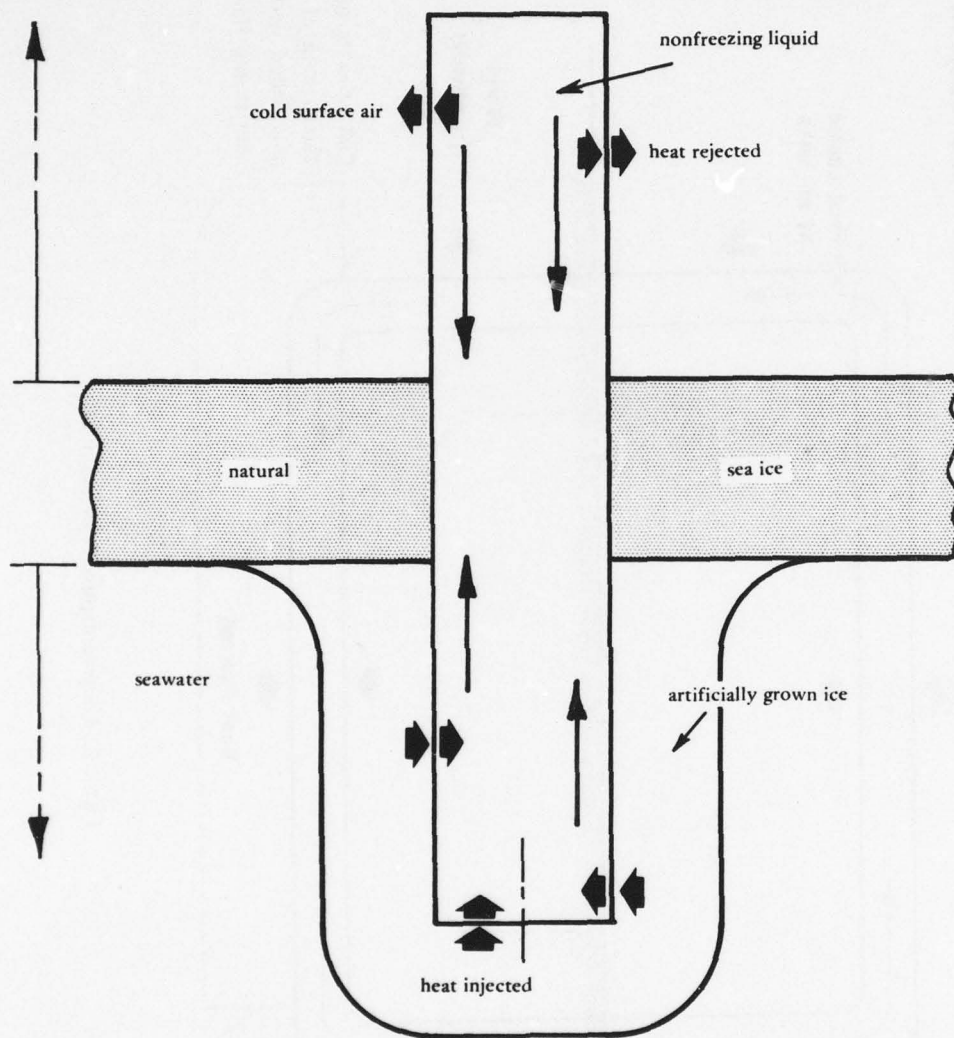 nonfreezing liquid
cold surface air
heat rejected
natural
sea ice
seawater
artificially grown ice
heat injected